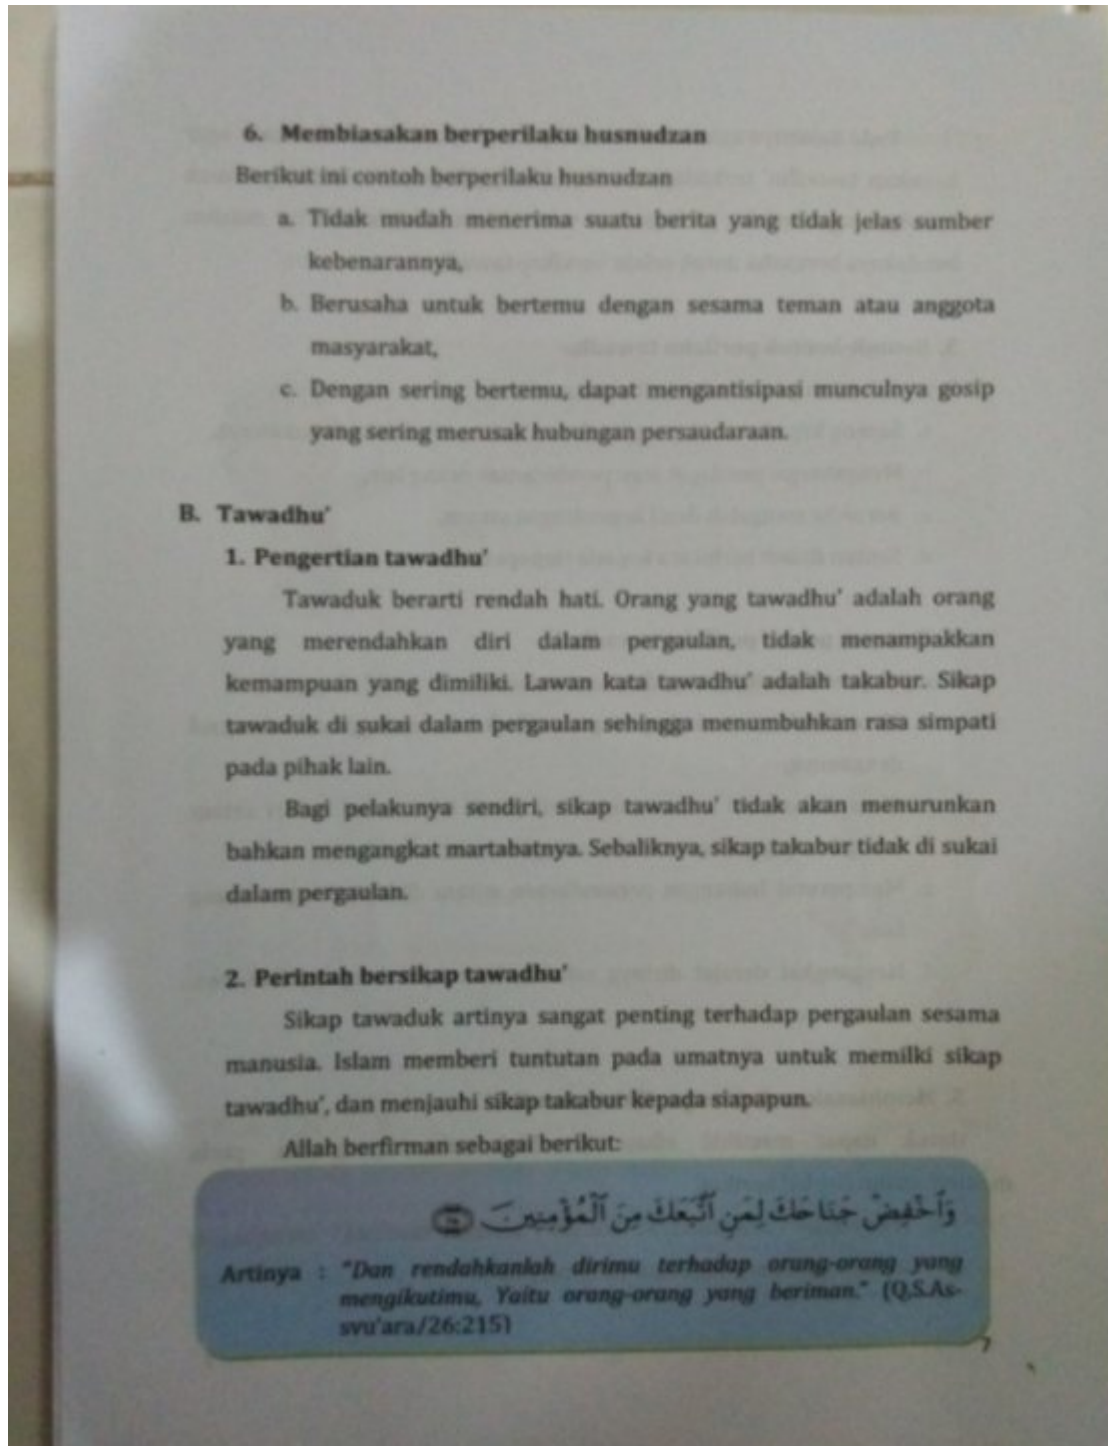 6. Membiasakan berperilaku husnudzan
Berikut ini contoh berperilaku husnudzan
a. Tidak mudah menerima suatu berita yang tidak jelas sumber
kebenarannya,
b. Berusaha untuk bertemu dengan sesama teman atau anggota
masyarakat,
c. Dengan sering bertemu, dapat mengantisipasi munculnya gosip
yang sering merusak hubungan persaudaraan.
B. Tawadhu'
1. Pengertian tawadhu'
Tawaduk berarti rendah hati. Orang yang tawadhu' adalah orang
yang merendahkan diri dalam pergaulan, tidak menampakkan
kemampuan yang dimiliki. Lawan kata tawadhu' adalah takabur. Sikap
tawaduk di sukai dalam pergaulan sehingga menumbuhkan rasa simpati
pada pihak lain.
Bagi pelakunya sendiri, sikap tawadhu' tidak akan menurunkan
bahkan mengangkat martabatnya. Sebaliknya, sikap takabur tidak di sukai
dalam pergaulan.
2. Perintah bersikap tawadhu'
Sikap tawaduk artinya sangat penting terhadap pergaulan sesama
manusia. Islam memberi tuntutan pada umatnya untuk memilki sikap
tawadhu', dan menjauhi sikap takabur kepada siapapun.
Allah berfirman sebagai berikut:
وَٱخْفِضْ جَنَاحَكَ لِمَنِ ٱتَّبَعَكَ مِنَ ٱلْمُؤْمِنِينَ
Artinya : "Dan rendahkanlah dirimu terhadap orang-orang yang
mengikutimu, Yaitu orang-orang yang beriman." (Q.S.As-
syu'ara/26:215)